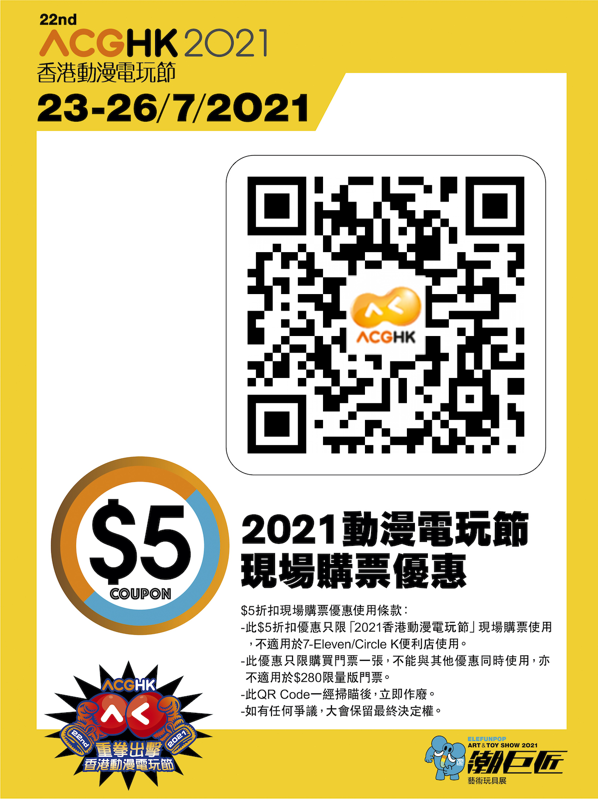 22nd
ACGHK2021
香港動漫電玩節
23-26/7/2021
ACGHK
$5
COUPON
2021動漫電玩節
現場購票優惠
$5折扣現場購票優惠使用條款：
-此$5折扣優惠只限「2021香港動漫電玩節」現場購票使用
，不適用於7-Eleven/Circle K便利店使用。
-此優惠只限購買門票一張，不能與其他優惠同時使用，亦
不適用於$280限量版門票。
-此QR Code一經掃瞄後，立即作廢。
-如有任何爭議，大會保留最終決定權。
ACGHK
22nd
2021
重拳出擊
香港動漫電玩節
ELEFUNPOP
ART & TOY SHOW 2021
潮巨匠
藝術玩具展